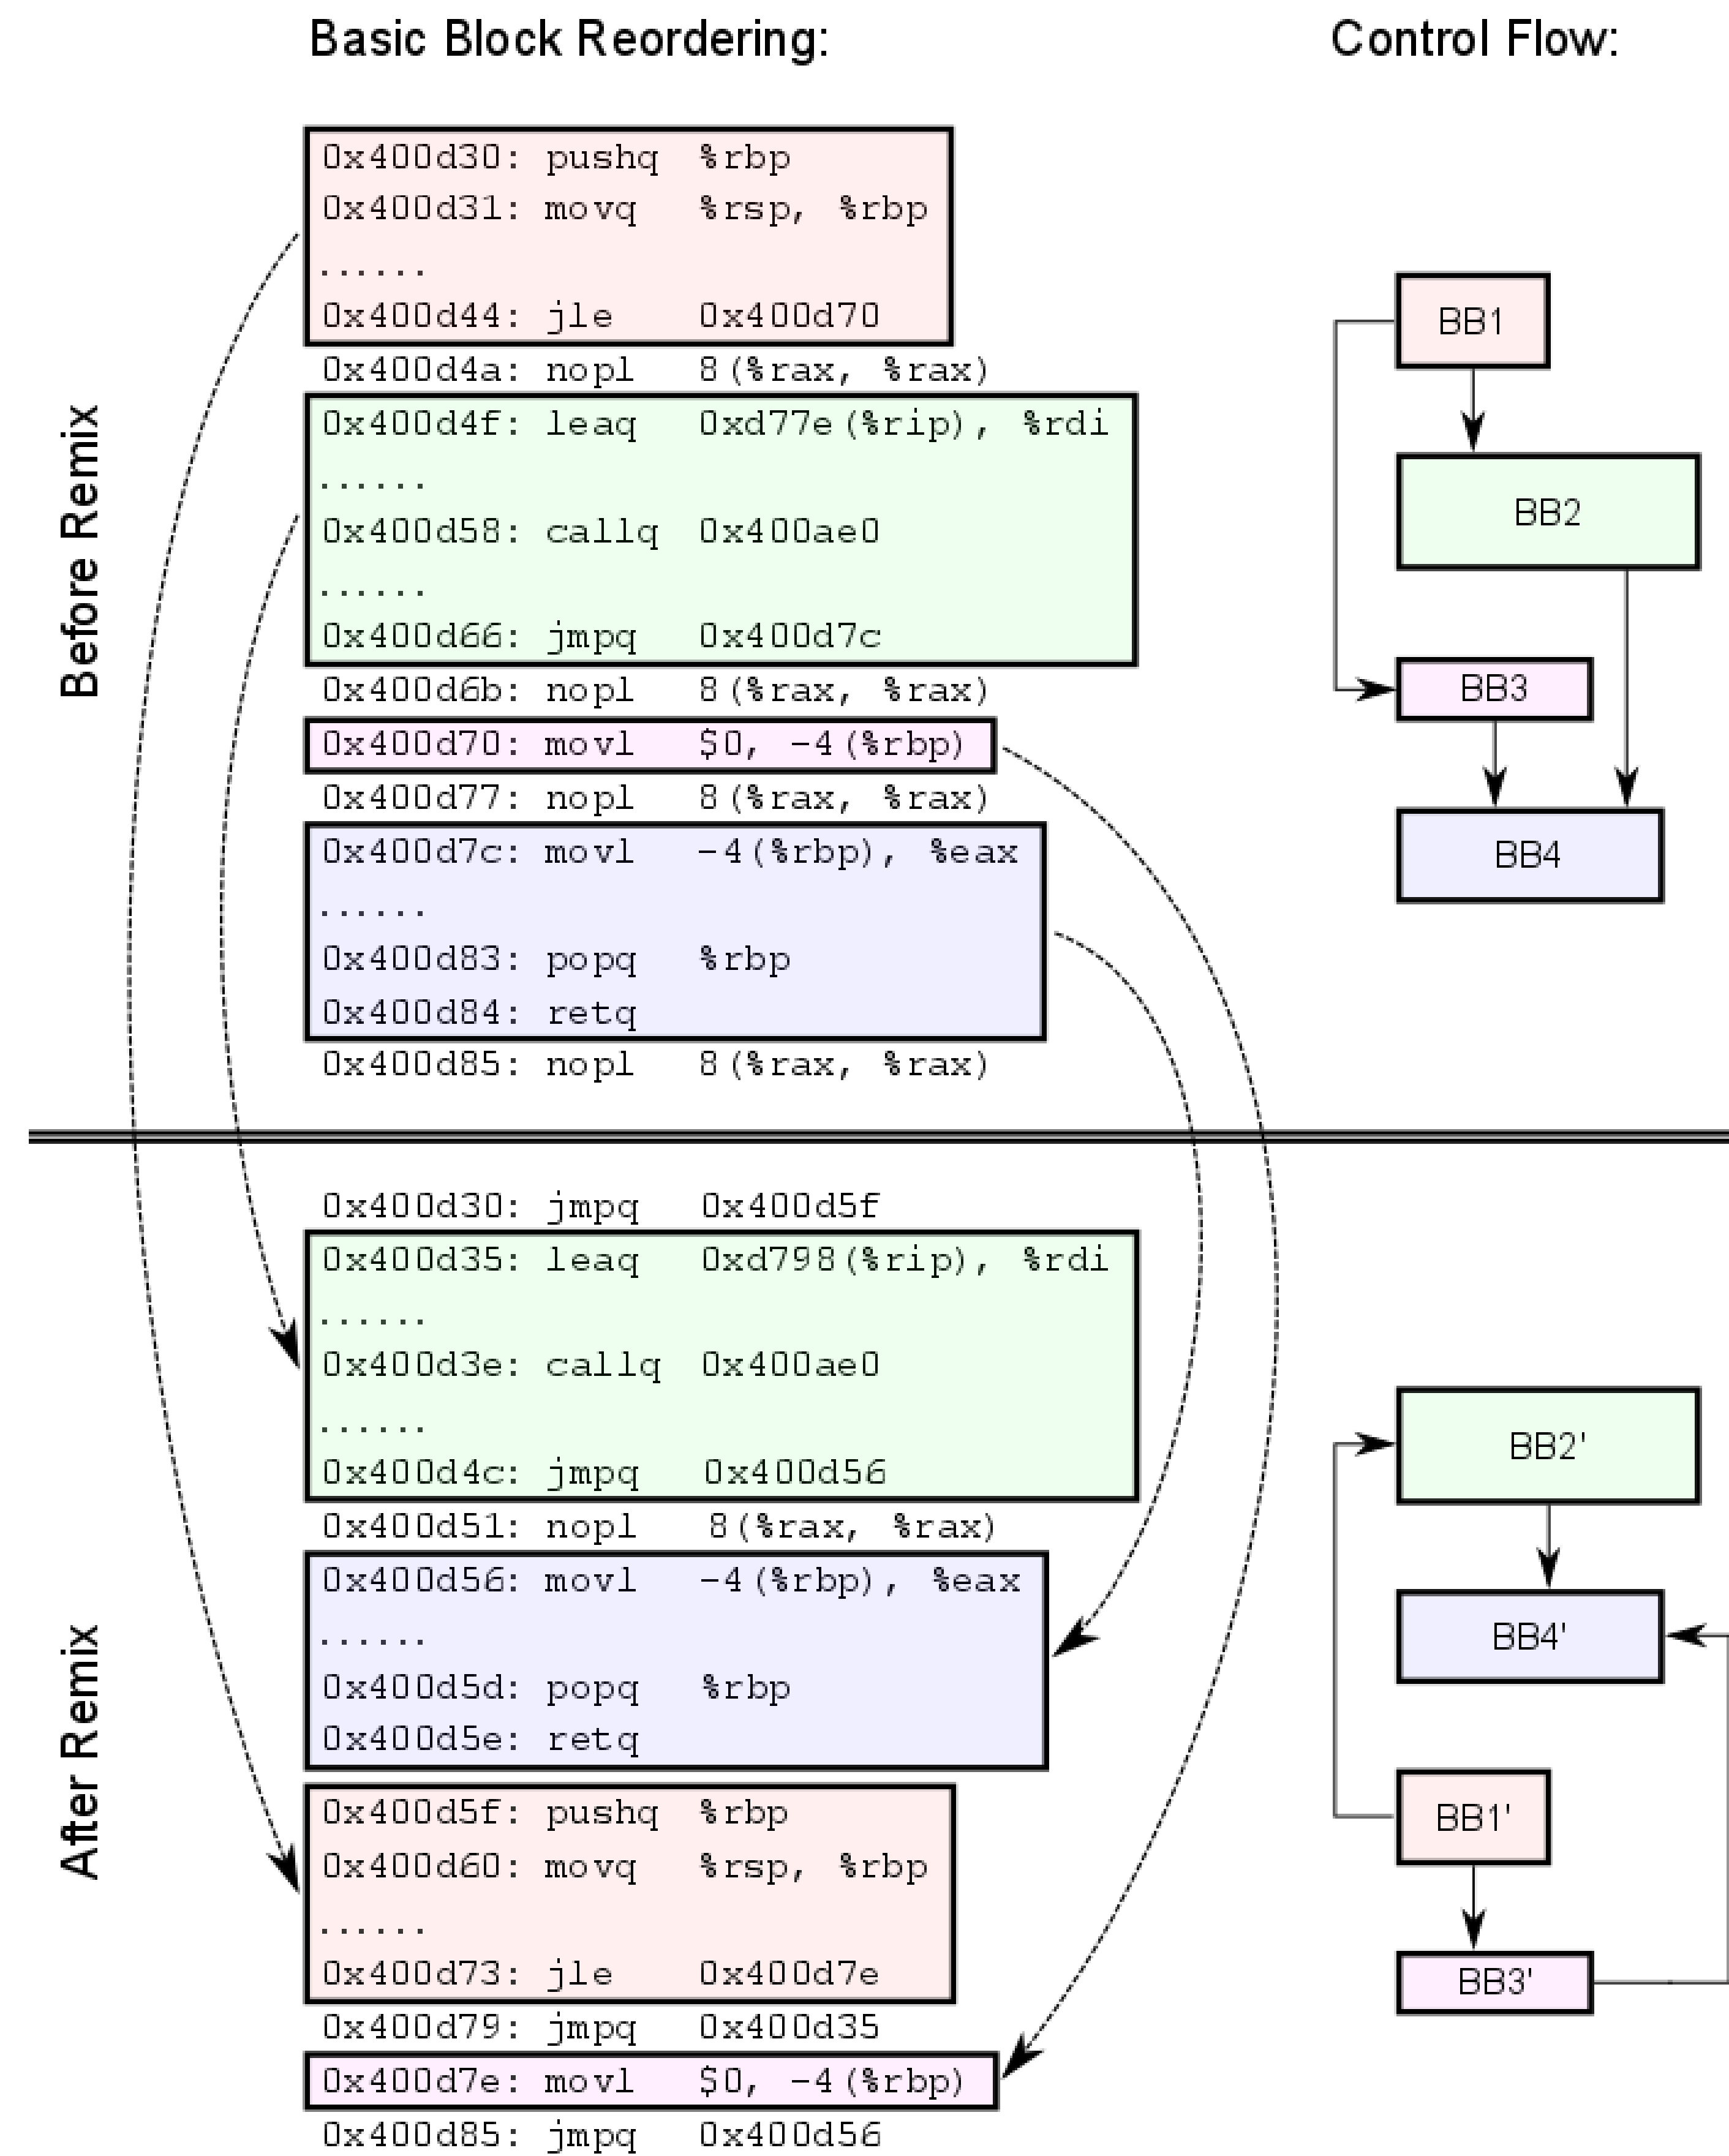 Basic Block Reordering:
Control Flow:
Before Remix
0x400d30: pushq %rbp
0x400d31: movq %rsp, %rbp
......
0x400d44: jle 0x400d70
0x400d4a: nopl 8(%rax, %rax)
0x400d4f: leaq 0xd77e(%rip), %rdi
......
0x400d58: callq 0x400ae0
......
0x400d66: jmpq 0x400d7c
0x400d6b: nopl 8(%rax, %rax)
0x400d70: movl $0, -4(%rbp)
0x400d77: nopl 8(%rax, %rax)
0x400d7c: movl -4(%rbp), %eax
......
0x400d83: popq %rbp
0x400d84: retq
0x400d85: nopl 8(%rax, %rax)
BB1
BB2
BB3
BB4
After Remix
0x400d30: jmpq 0x400d5f
0x400d35: leaq 0xd798(%rip), %rdi
......
0x400d3e: callq 0x400ae0
......
0x400d4c: jmpq 0x400d56
0x400d51: nopl 8(%rax, %rax)
0x400d56: movl -4(%rbp), %eax
......
0x400d5d: popq %rbp
0x400d5e: retq
0x400d5f: pushq %rbp
0x400d60: movq %rsp, %rbp
......
0x400d73: jle 0x400d7e
0x400d79: jmpq 0x400d35
0x400d7e: movl $0, -4(%rbp)
0x400d85: jmpq 0x400d56
BB2'
BB4'
BB1'
BB3'